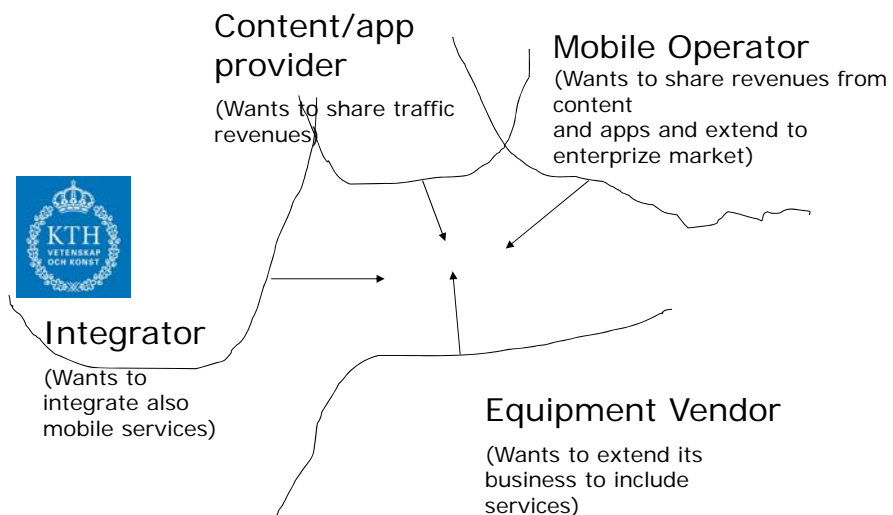 Content/app
provider
(Wants to share traffic
revenues)
Mobile Operator
(Wants to share revenues from
content
and apps and extend to
enterprize market)
KTH
VETENSKAP
OCH KONST
Integrator
(Wants to
integrate also
mobile services)
Equipment Vendor
(Wants to extend its
business to include
services)